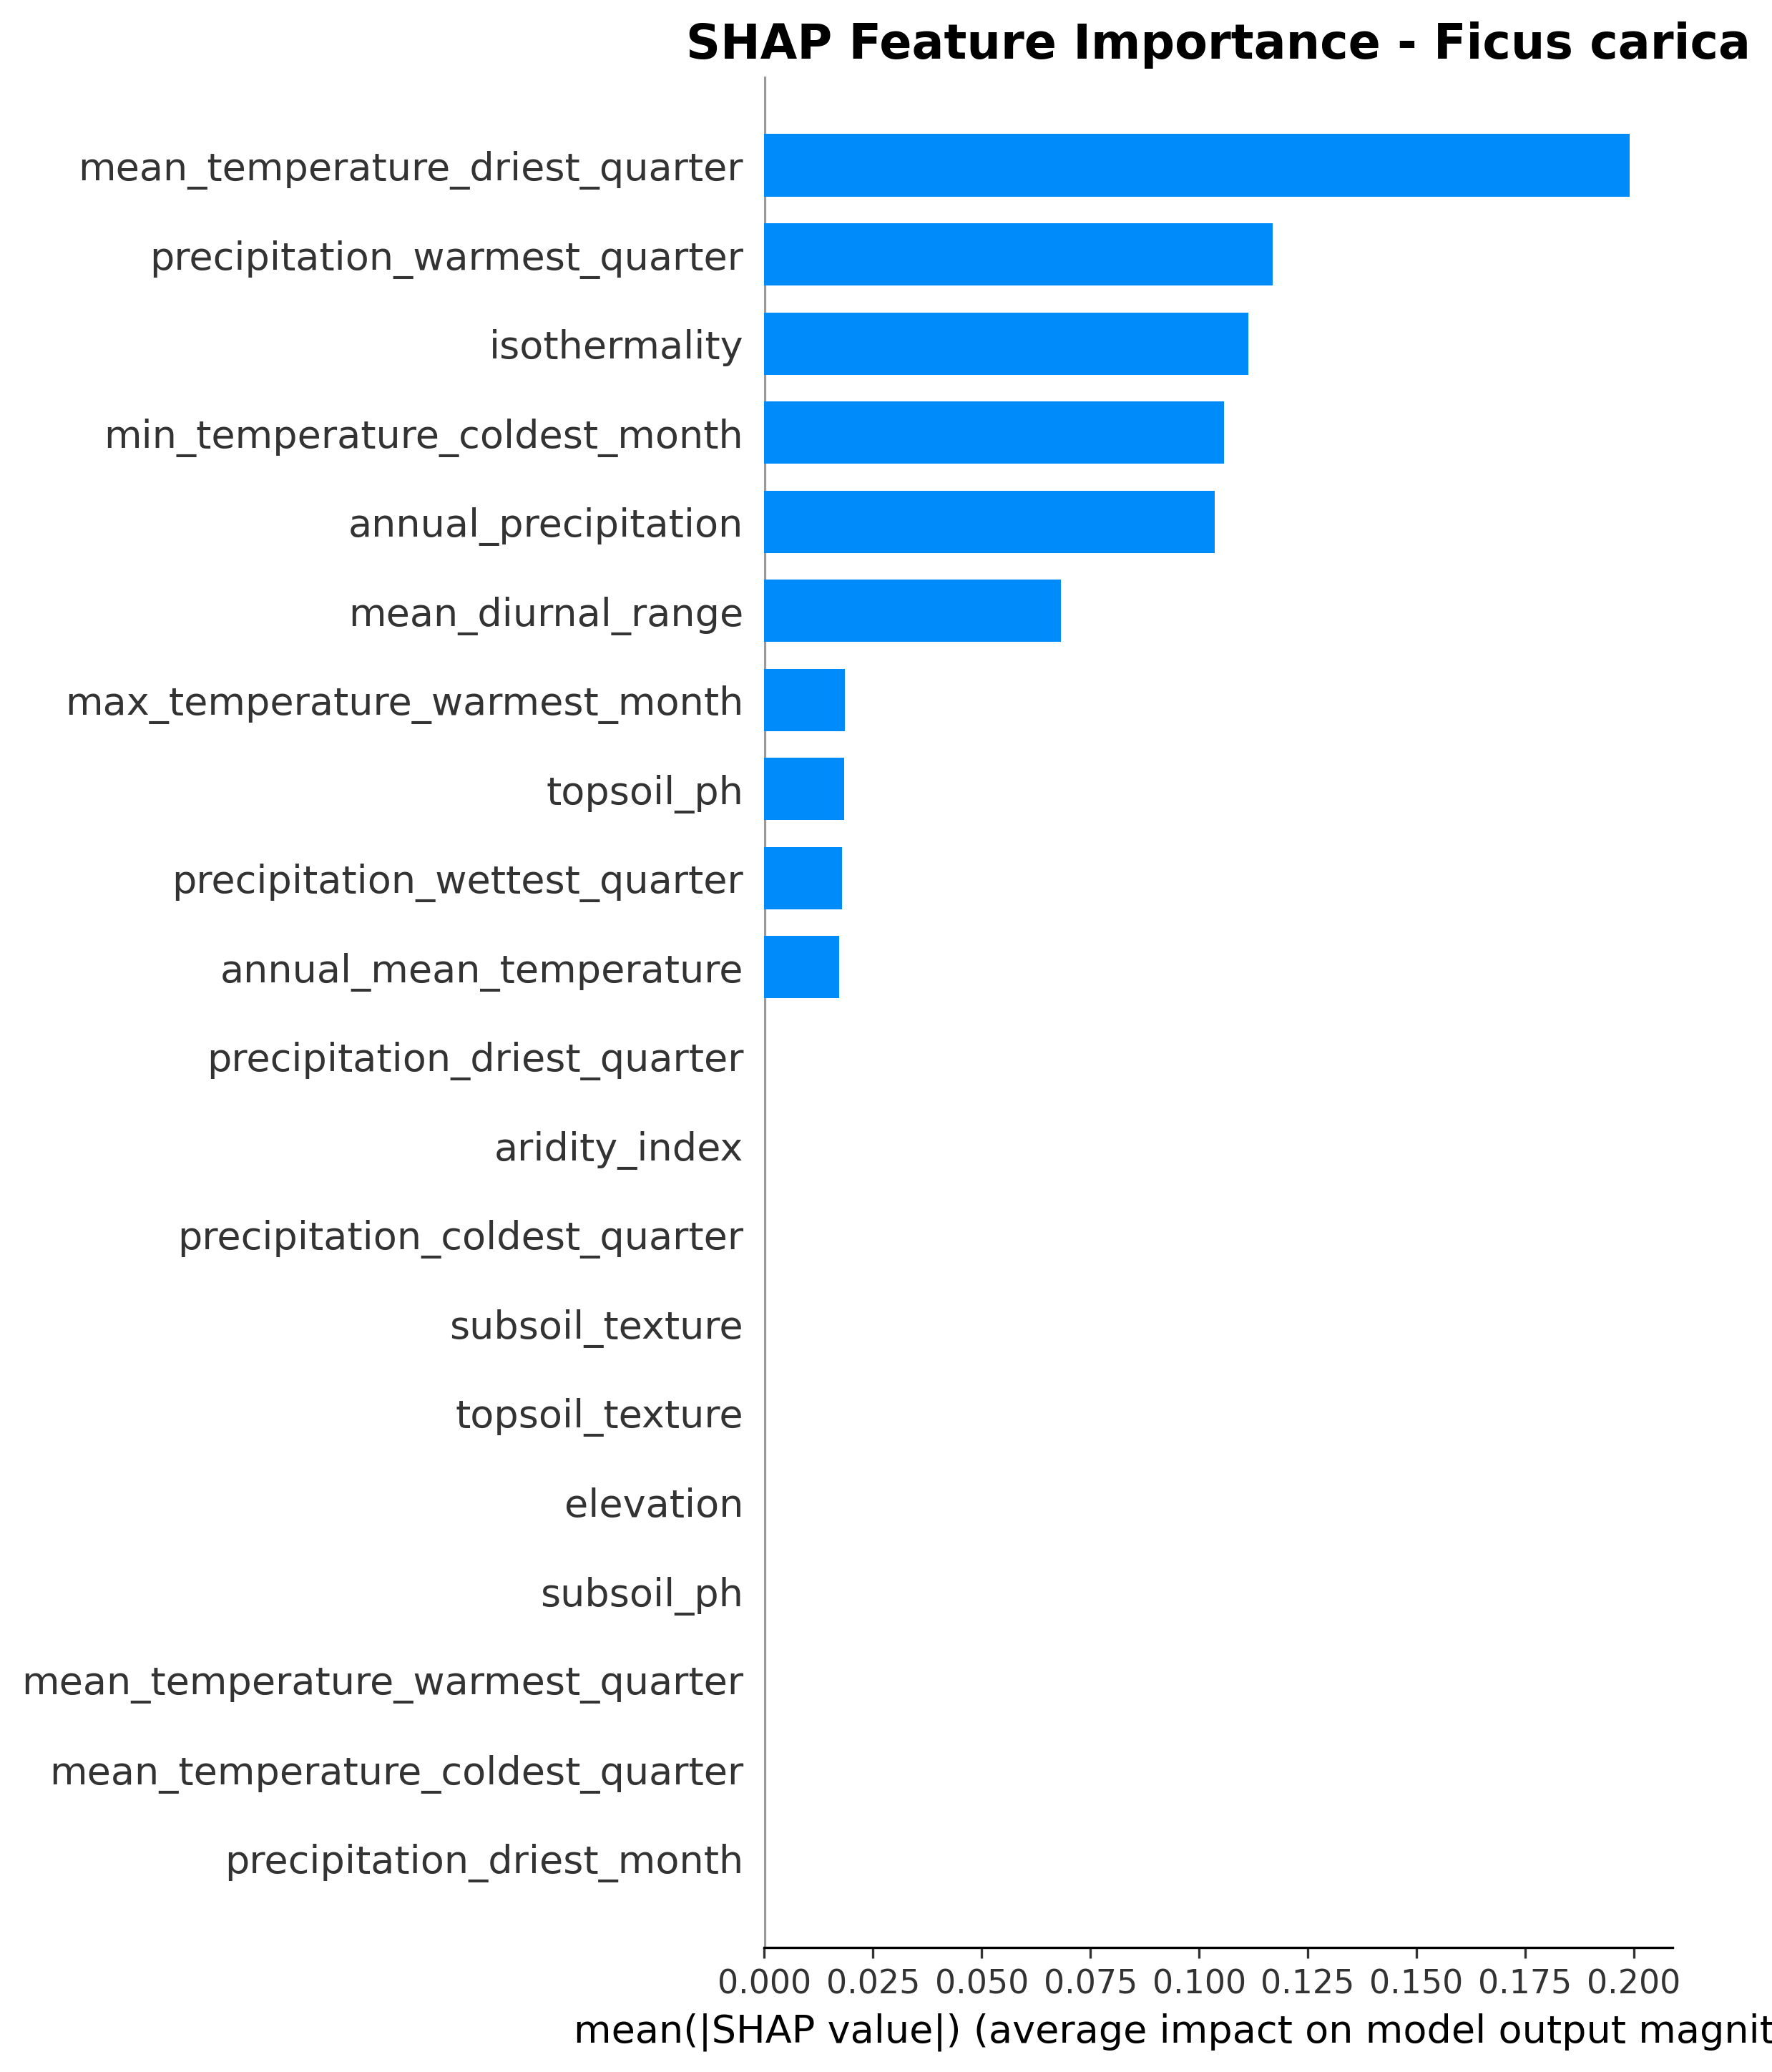 SHAP Feature Importance - Ficus carica
mean_temperature_driest_quarter
precipitation_warmest_quarter
isothermality
min_temperature_coldest_month
annual_precipitation
mean_diurnal_range
max_temperature_warmest_month
topsoil_ph
precipitation_wettest_quarter
annual_mean_temperature
precipitation_driest_quarter
aridity_index
precipitation_coldest_quarter
subsoil_texture
topsoil_texture
elevation
subsoil_ph
mean_temperature_warmest_quarter
mean_temperature_coldest_quarter
precipitation_driest_month
0.000 0.025 0.050 0.075 0.100 0.125 0.150 0.175 0.200
mean(|SHAP value|) (average impact on model output magnit